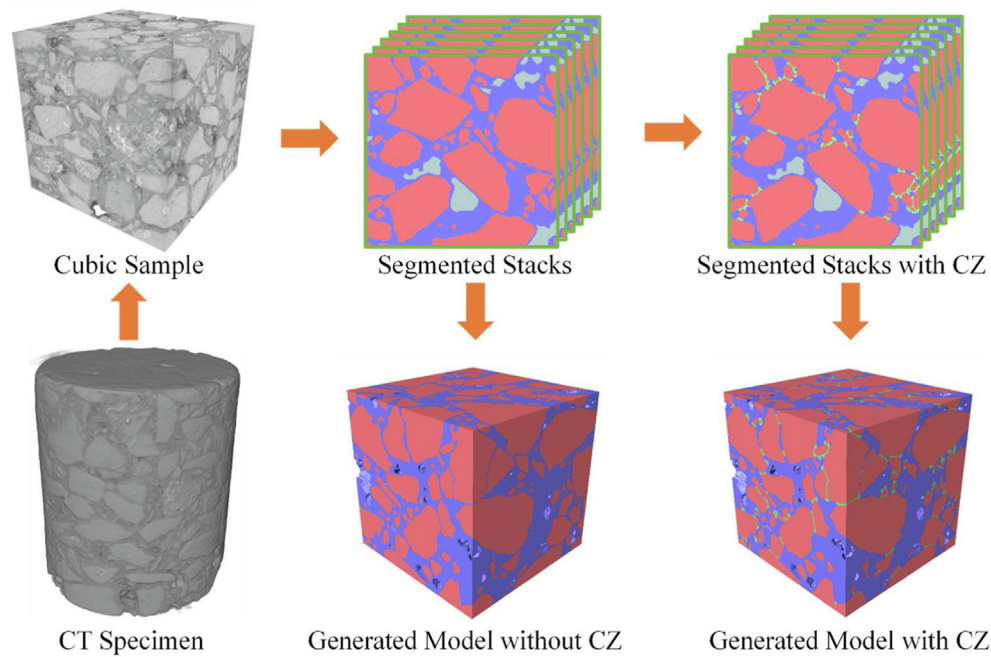 Cubic Sample
Segmented Stacks
Segmented Stacks with CZ
CT Specimen
Generated Model without CZ
Generated Model with CZ